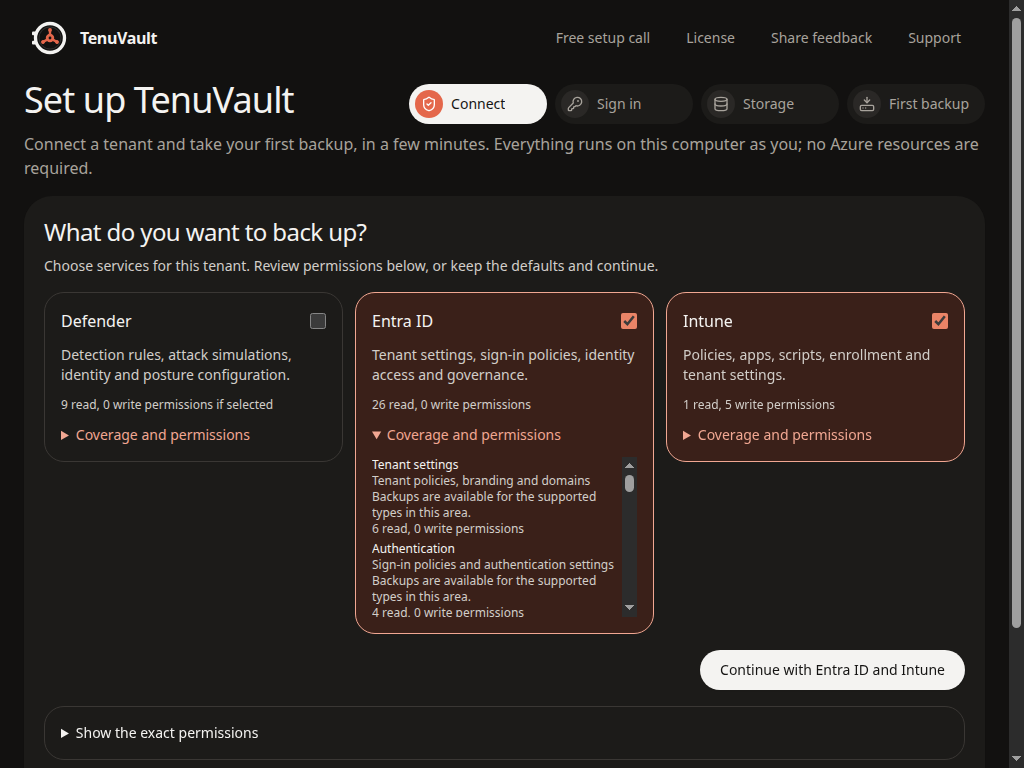 TenuVault
Free setup call
License
Share feedback
Support
Set up TenuVault
Connect
Sign in
Storage
First backup
Connect a tenant and take your first backup, in a few minutes. Everything runs on this computer as you; no Azure resources are
required.
What do you want to back up?
Choose services for this tenant. Review permissions below, or keep the defaults and continue.
Defender
Detection rules, attack simulations,
identity and posture configuration.
9 read, 0 write permissions if selected
Coverage and permissions
Entra ID
Tenant settings, sign-in policies, identity
access and governance.
26 read, 0 write permissions
Coverage and permissions
Tenant settings
Tenant policies, branding and domains
Backups are available for the supported
types in this area.
6 read, 0 write permissions
Authentication
Sign-in policies and authentication settings
Backups are available for the supported
types in this area.
4 read, 0 write permissions
Intune
Policies, apps, scripts, enrollment and
tenant settings.
1 read, 5 write permissions
Coverage and permissions
Continue with Entra ID and Intune
Show the exact permissions